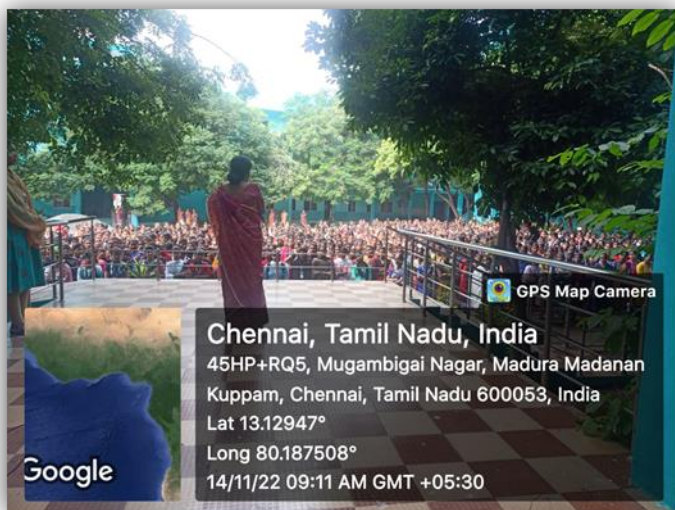 GPS Map Camera
Chennai, Tamil Nadu, India
45HP+RQ5, Mugambigai Nagar, Madura Madanan
Kuppam, Chennai, Tamil Nadu 600053, India
Lat 13.12947°
Long 80.187508°
14/11/22 09:11 AM GMT +05:30
Google